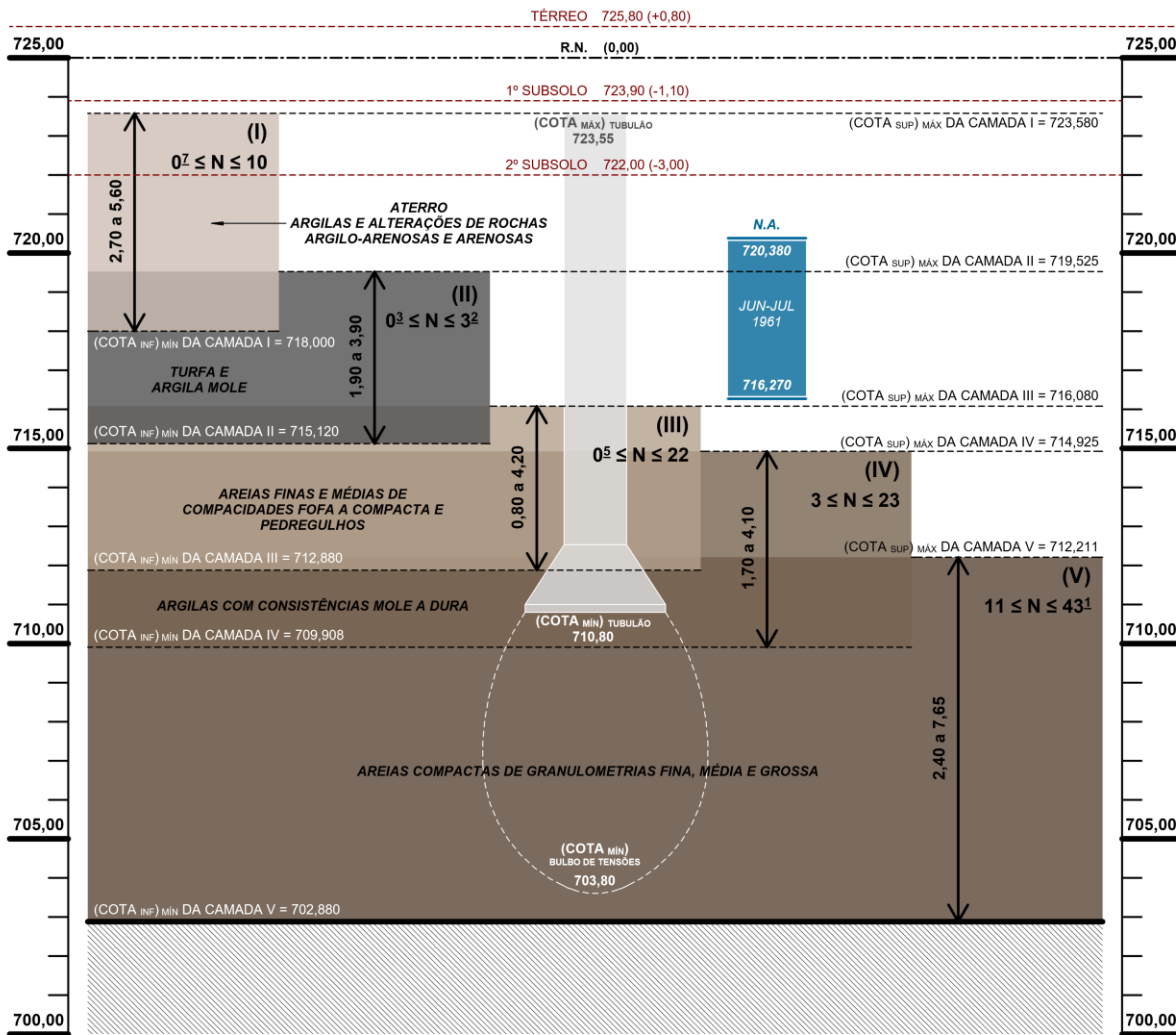 TÉRREO 725,80 (+0,80)
725,00
R.N. (0,00)
725,00
1º SUBSOLO 723,90 (-1,10)
(I)
(COTA MÁX) TUBULÃO
723,55
(COTA SUP) MÁX DA CAMADA I = 723,580
07 ≤ N ≤ 10
2º SUBSOLO 722,00 (-3,00)
2,70 a 5,60
ATERRO
ARGILAS E ALTERAÇÕES DE ROCHAS
ARGILO-ARENOSAS E ARENOSAS
N.A.
720,380
JUN-JUL
1961
716,270
720,00
720,00
(COTA SUP) MÁX DA CAMADA II = 719,525
(II)
03 ≤ N ≤ 32
1,90 a 3,90
(COTA INF) MÍN DA CAMADA I = 718,000
TURFA E
ARGILA MOLE
(COTA SUP) MÁX DA CAMADA III = 716,080
(III)
05 ≤ N ≤ 22
0,80 a 4,20
715,00
(COTA INF) MÍN DA CAMADA II = 715,120
(COTA SUP) MÁX DA CAMADA IV = 714,925
715,00
(IV)
3 ≤ N ≤ 23
1,70 a 4,10
AREIAS FINAS E MÉDIAS DE
COMPACIDADES FOFA A COMPACTA E
PEDREGULHOS
(COTA INF) MÍN DA CAMADA III = 712,880
(COTA SUP) MÁX DA CAMADA V = 712,211
(V)
11 ≤ N ≤ 431
2,40 a 7,65
ARGILAS COM CONSISTÊNCIAS MOLE A DURA
(COTA MÍN) TUBULÃO
710,80
710,00
(COTA INF) MÍN DA CAMADA IV = 709,908
710,00
AREIAS COMPACTAS DE GRANULOMETRIAS FINA, MÉDIA E GROSSA
705,00
705,00
(COTA MÍN)
BULBO DE TENSÕES
703,80
(COTA INF) MÍN DA CAMADA V = 702,880
700,00
700,00